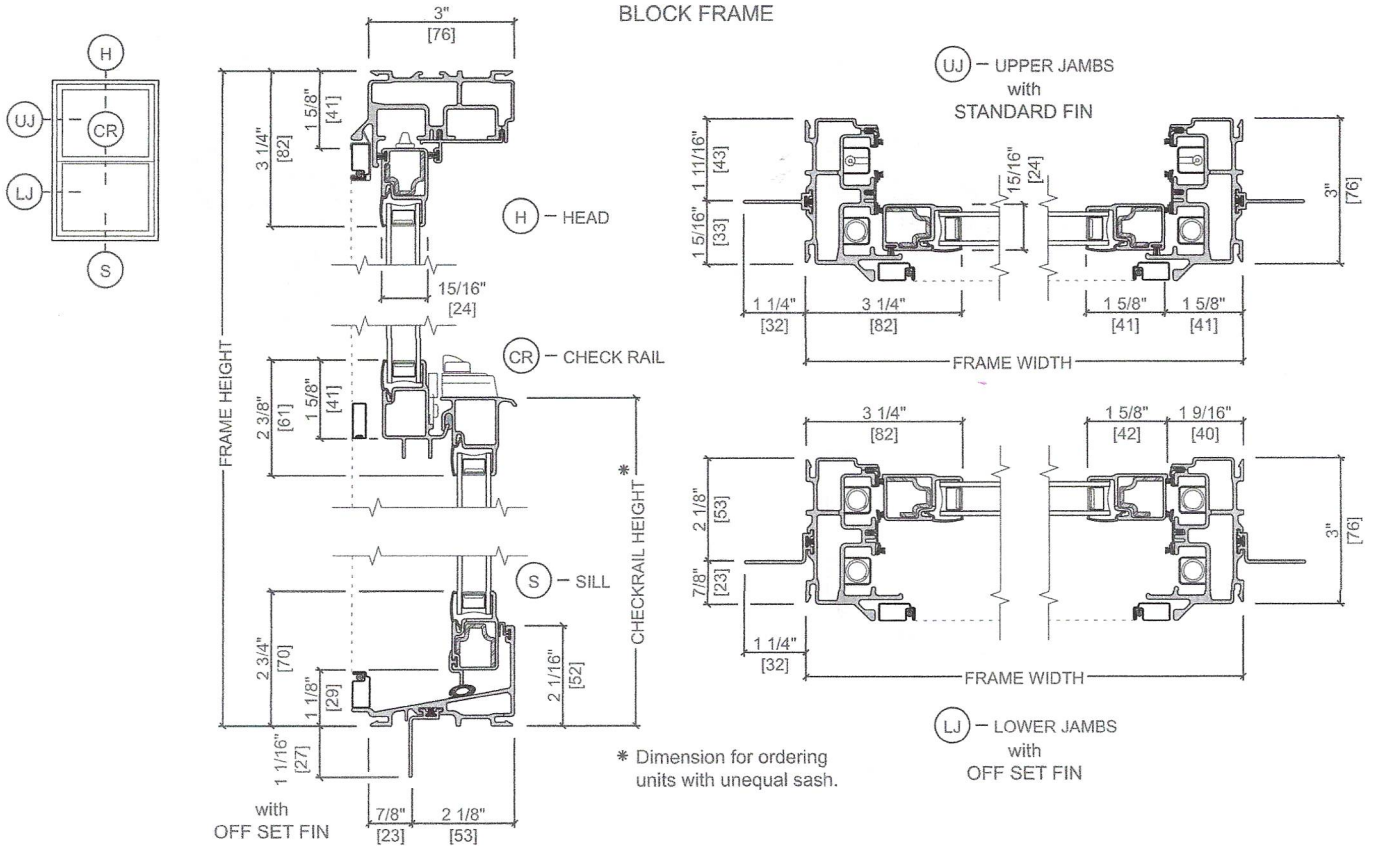 BLOCK FRAME
H
UJ
CR
LJ
S
3"
[76]
FRAME HEIGHT
3 1/4"
[82]
1 5/8"
[41]
H – HEAD
15/16"
[24]
CR – CHECK RAIL
2 3/8"
[61]
1 5/8"
[41]
CHECKRAIL HEIGHT *
S – SILL
2 3/4"
[70]
1 1/8"
[29]
2 1/16"
[52]
1 1/16"
[27]
with
OFF SET FIN
7/8"
[23]
2 1/8"
[53]
* Dimension for ordering
units with unequal sash.
UJ – UPPER JAMBS
with
STANDARD FIN
1 11/16"
[43]
1 5/16"
[33]
15/16"
[24]
3"
[76]
1 1/4"
[32]
3 1/4"
[82]
1 5/8"
[41]
1 5/8"
[41]
FRAME WIDTH
3 1/4"
[82]
1 5/8"
[42]
1 9/16"
[40]
2 1/8"
[53]
7/8"
[23]
3"
[76]
1 1/4"
[32]
FRAME WIDTH
LJ – LOWER JAMBS
with
OFF SET FIN